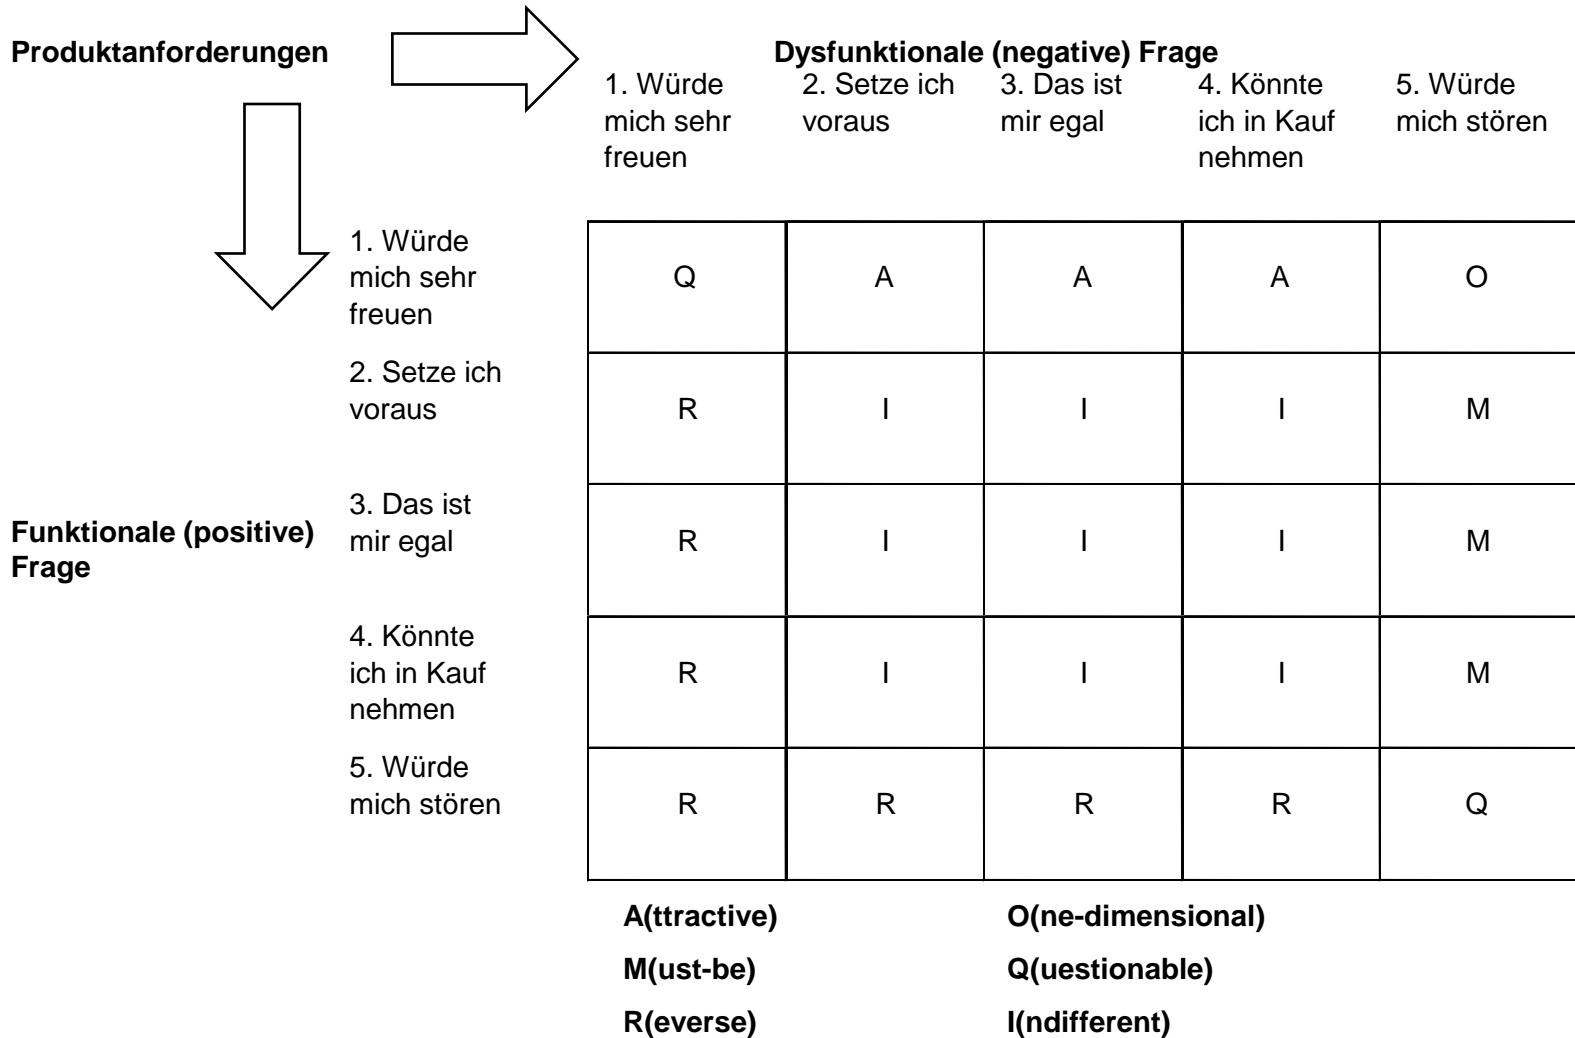 Produktanforderungen
Dysfunktionale (negative) Frage
1. Würde
mich sehr
freuen
2. Setze ich
voraus
3. Das ist
mir egal
4. Könnte
ich in Kauf
nehmen
5. Würde
mich stören
Funktionale (positive)
Frage
1. Würde
mich sehr
freuen
Q A A A O
2. Setze ich
voraus
R I I I M
3. Das ist
mir egal
R I I I M
4. Könnte
ich in Kauf
nehmen
R I I I M
5. Würde
mich stören
R R R R Q
A(ttractive) O(ne-dimensional)
M(ust-be) Q(uestionable)
R(everse) I(ndifferent)